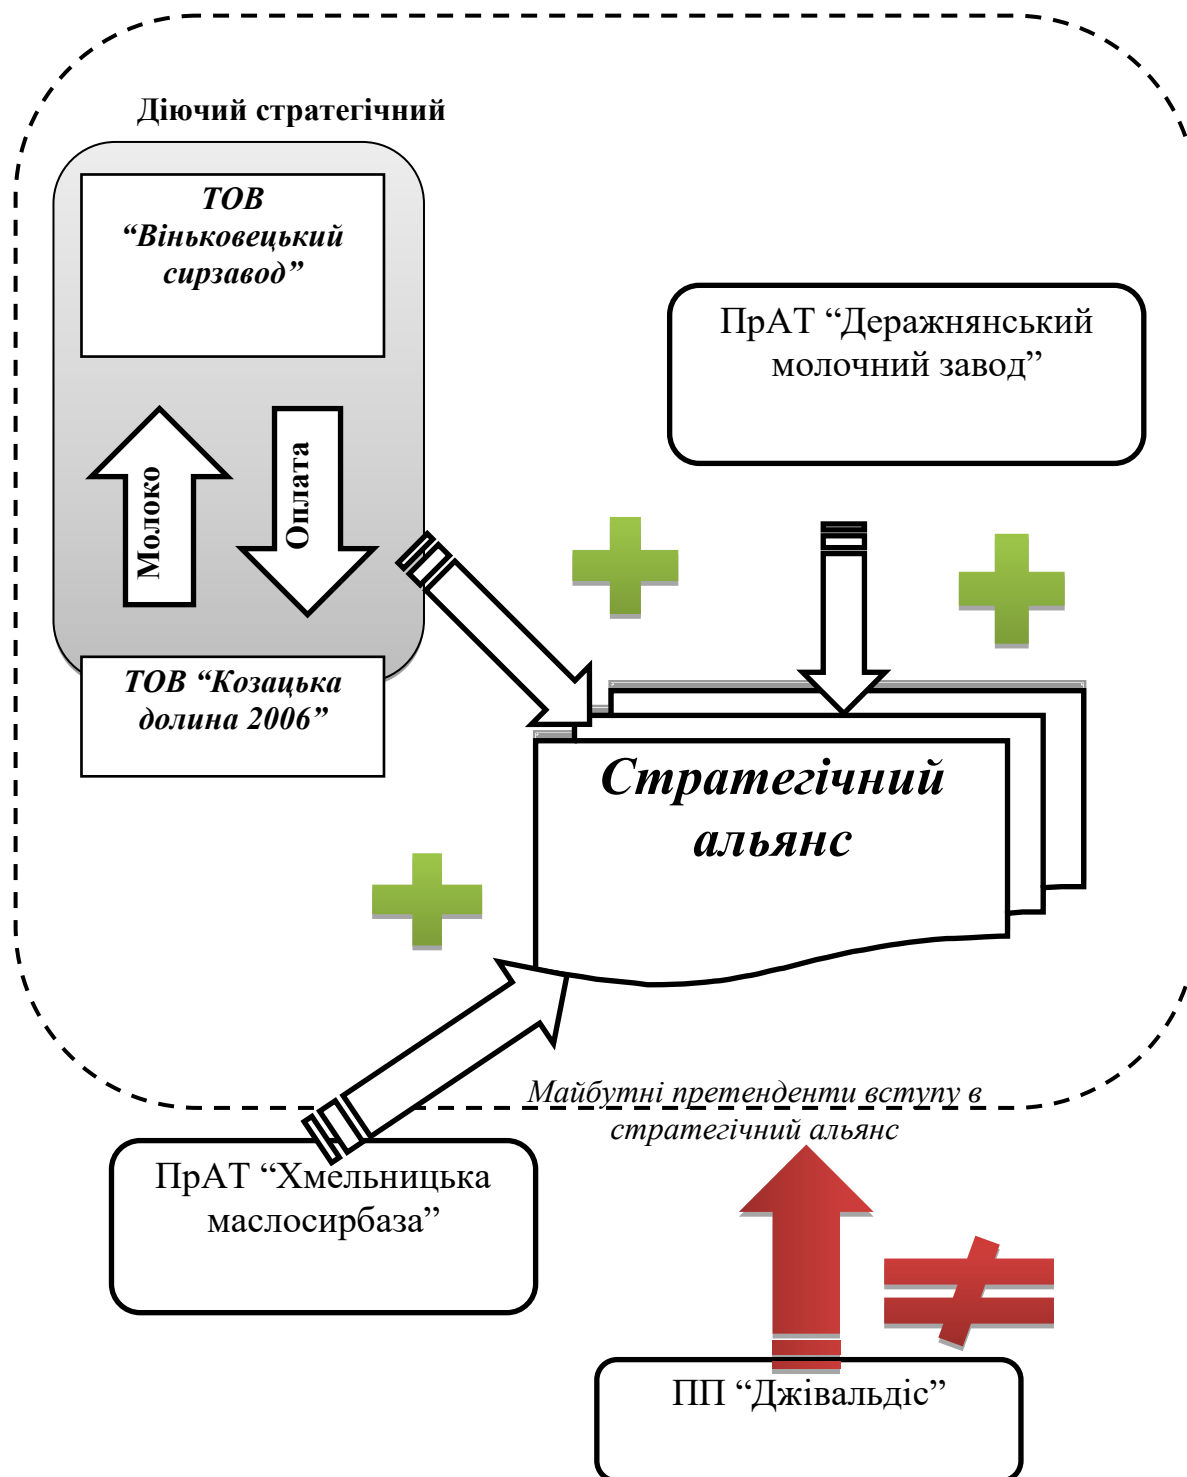 Діючий стратегічний
ТОВ
“Віньковецький
сирзавод”
ПрАТ “Деражнянський
молочний завод”
Молоко
Оплата
ТОВ “Козацька
долина 2006”
Стратегічний
альянс
Майбутні претенденти вступу в
стратегічний альянс
ПрАТ “Хмельницька
маслосирбаза”
ПП “Джівальдіс”